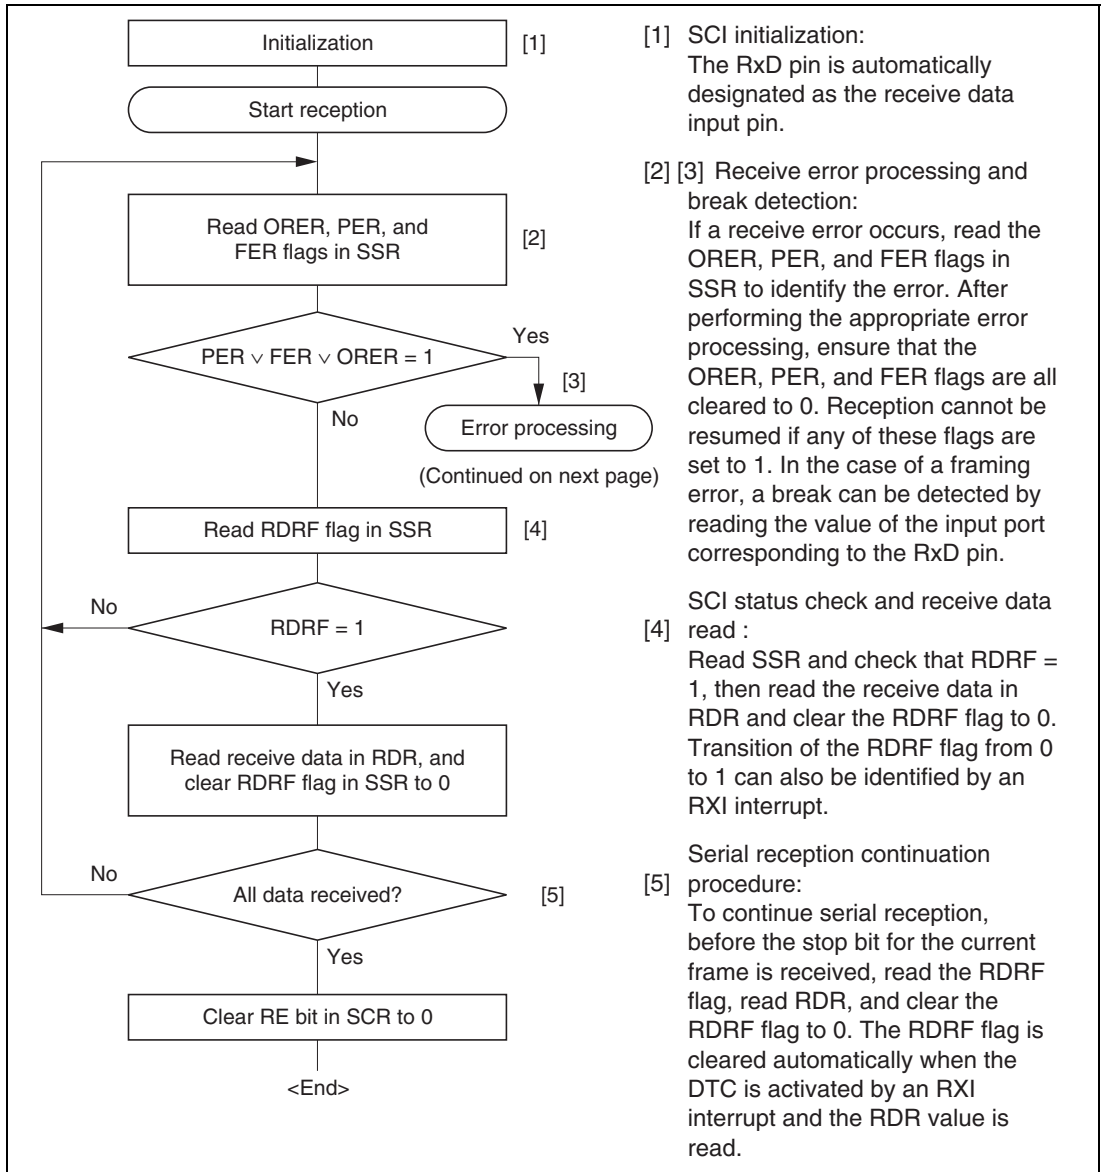 Initialization
[1]
Start reception
Read ORER, PER, and
FER flags in SSR
[2]
PER ∨ FER ∨ ORER = 1
Yes
[3]
No
Error processing
(Continued on next page)
Read RDRF flag in SSR
[4]
No
RDRF = 1
Yes
Read receive data in RDR, and
clear RDRF flag in SSR to 0
No
All data received?
[5]
Yes
Clear RE bit in SCR to 0
<End>
[1] SCI initialization:
The RxD pin is automatically
designated as the receive data
input pin.
[2] [3] Receive error processing and
break detection:
If a receive error occurs, read the
ORER, PER, and FER flags in
SSR to identify the error. After
performing the appropriate error
processing, ensure that the
ORER, PER, and FER flags are all
cleared to 0. Reception cannot be
resumed if any of these flags are
set to 1. In the case of a framing
error, a break can be detected by
reading the value of the input port
corresponding to the RxD pin.
SCI status check and receive data
[4] read :
Read SSR and check that RDRF =
1, then read the receive data in
RDR and clear the RDRF flag to 0.
Transition of the RDRF flag from 0
to 1 can also be identified by an
RXI interrupt.
Serial reception continuation
[5] procedure:
To continue serial reception,
before the stop bit for the current
frame is received, read the RDRF
flag, read RDR, and clear the
RDRF flag to 0. The RDRF flag is
cleared automatically when the
DTC is activated by an RXI
interrupt and the RDR value is
read.